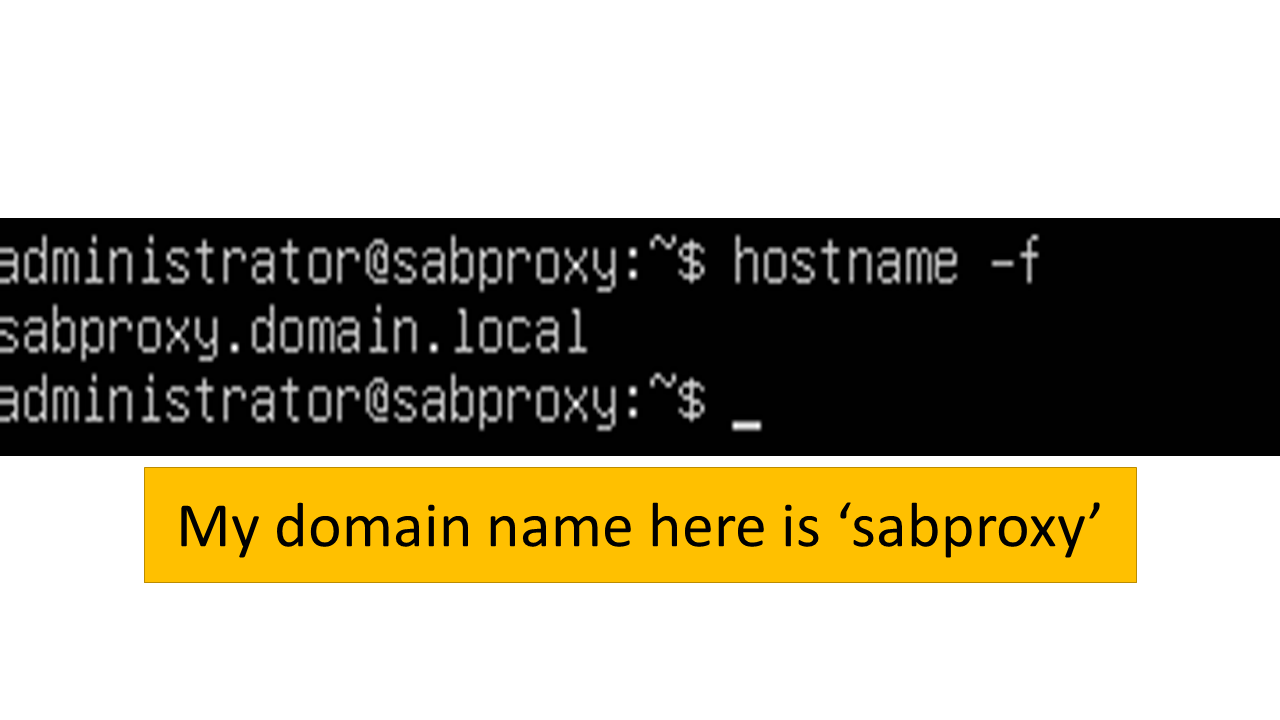 administrator@sabproxy:~$ hostname -f
sabproxy.domain.local
administrator@sabproxy:~$ _
My domain name here is ‘sabproxy’